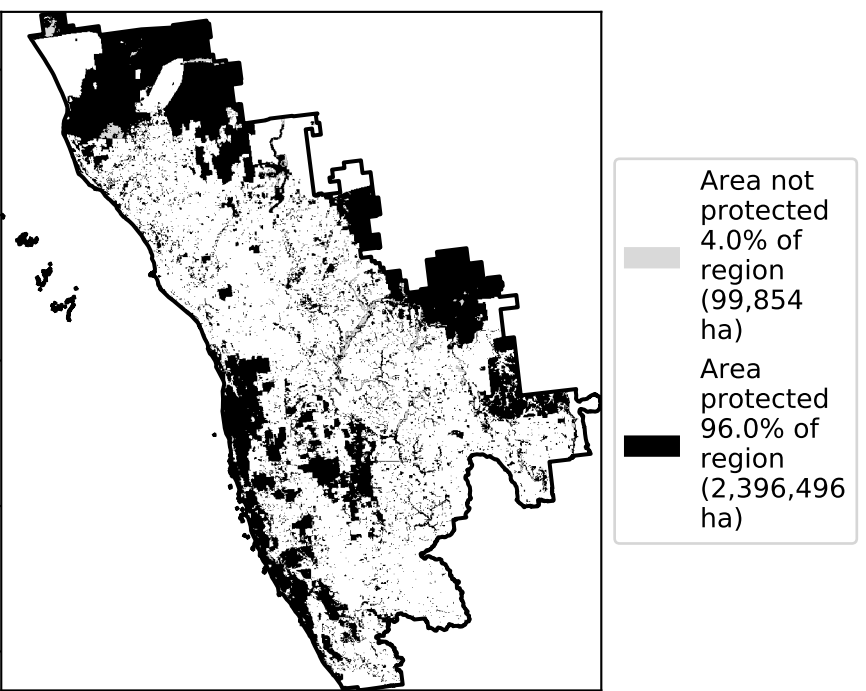 Area not
protected
4.0% of
region
(99,854
ha)
Area
protected
96.0% of
region
(2,396,496
ha)